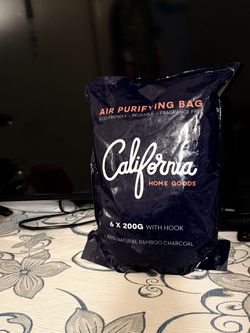 AIR PURIFYING BAG
ECO-FRIENDLY - REUSABLE - FRAGRANCE FREE
California
HOME GOODS
6 X 200G WITH HOOK
100% NATURAL BAMBOO CHARCOAL